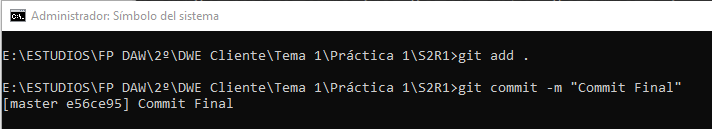 Administrador: Símbolo del sistema
E:\ESTUDIOS\FP DAW\2º\DWE Cliente\Tema 1\Práctica 1\S2R1>git add .
E:\ESTUDIOS\FP DAW\2º\DWE Cliente\Tema 1\Práctica 1\S2R1>git commit -m "Commit Final"
[master e56ce95] Commit Final